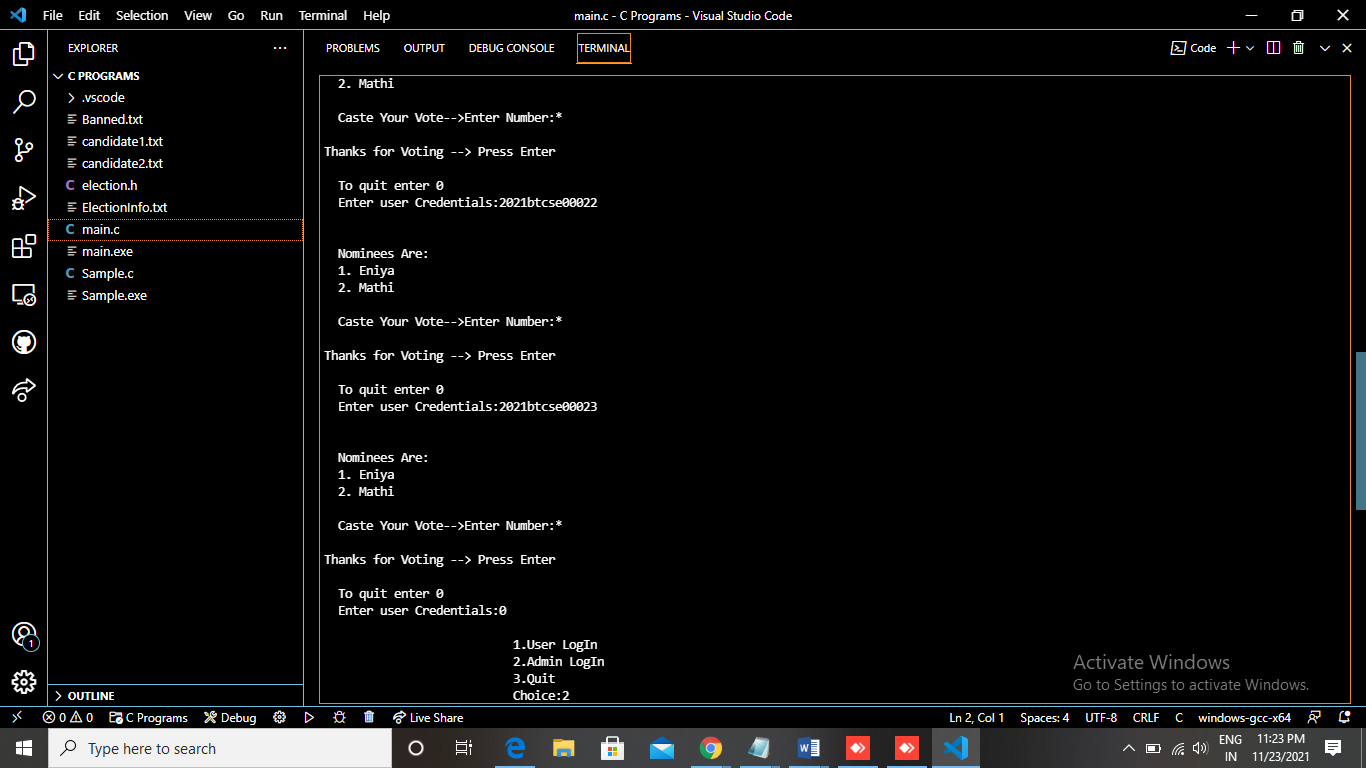 File Edit Selection View Go Run Terminal Help main.c - C Programs - Visual Studio Code
EXPLORER
C PROGRAMS
.vscode
Banned.txt
candidate1.txt
candidate2.txt
C election.h
ElectionInfo.txt
C main.c
main.exe
C Sample.c
Sample.exe
OUTLINE
PROBLEMS OUTPUT DEBUG CONSOLE TERMINAL Code
2. Mathi
Caste Your Vote-->Enter Number:*
Thanks for Voting --> Press Enter
To quit enter 0
Enter user Credentials:2021btcse00022
Nominees Are:
1. Eniya
2. Mathi
Caste Your Vote-->Enter Number:*
Thanks for Voting --> Press Enter
To quit enter 0
Enter user Credentials:2021btcse00023
Nominees Are:
1. Eniya
2. Mathi
Caste Your Vote-->Enter Number:*
Thanks for Voting --> Press Enter
To quit enter 0
Enter user Credentials:0
1.User LogIn
2.Admin LogIn
3.Quit
Choice:2
Activate Windows
Go to Settings to activate Windows.
1
0 0 C Programs Debug Live Share Ln 2, Col 1 Spaces: 4 UTF-8 CRLF C windows-gcc-x64
Type here to search
ENG
IN
11:23 PM
11/23/2021